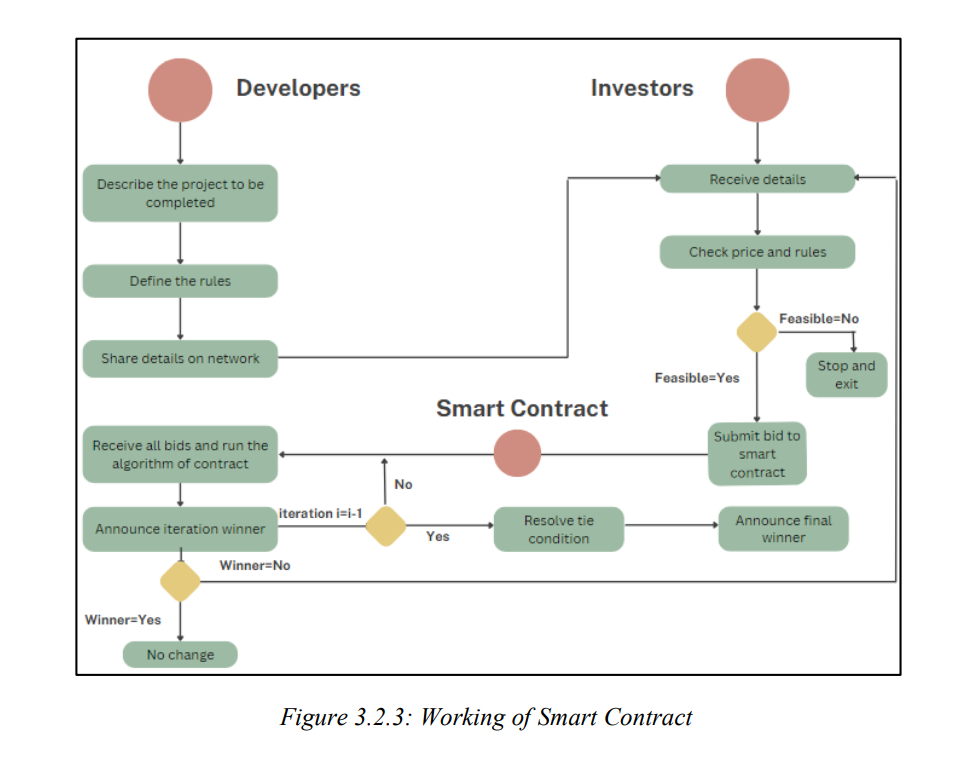 Developers
Investors
Describe the project to be
completed
Receive details
Define the rules
Check price and rules
Share details on network
Feasible=No
Stop and
exit
Feasible=Yes
Smart Contract
Receive all bids and run the
algorithm of contract
Submit bid to
smart
contract
No
Announce iteration winner
iteration i=i-1
Yes
Resolve tie
condition
Announce final
winner
Winner=No
Winner=Yes
No change
Figure 3.2.3: Working of Smart Contract